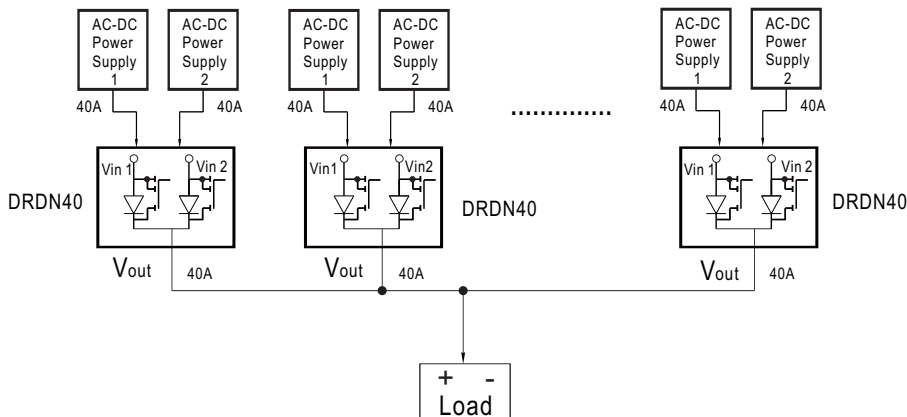 AC-DC
Power
Supply
1
AC-DC
Power
Supply
2
AC-DC
Power
Supply
1
AC-DC
Power
Supply
2
AC-DC
Power
Supply
1
AC-DC
Power
Supply
2
40A
40A
40A
40A
40A
40A
..............
Vin 1
Vin 2
Vin1
Vin2
Vin 1
Vin 2
DRDN40
DRDN40
DRDN40
Vout
40A
Vout
40A
Vout
40A
+ -
Load